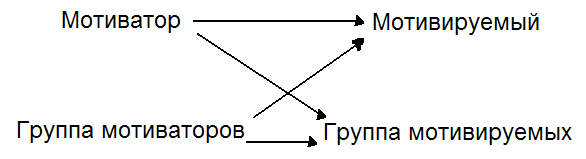 Мотиватор
Мотивируемый
Группа мотиваторов
Группа мотивируемых